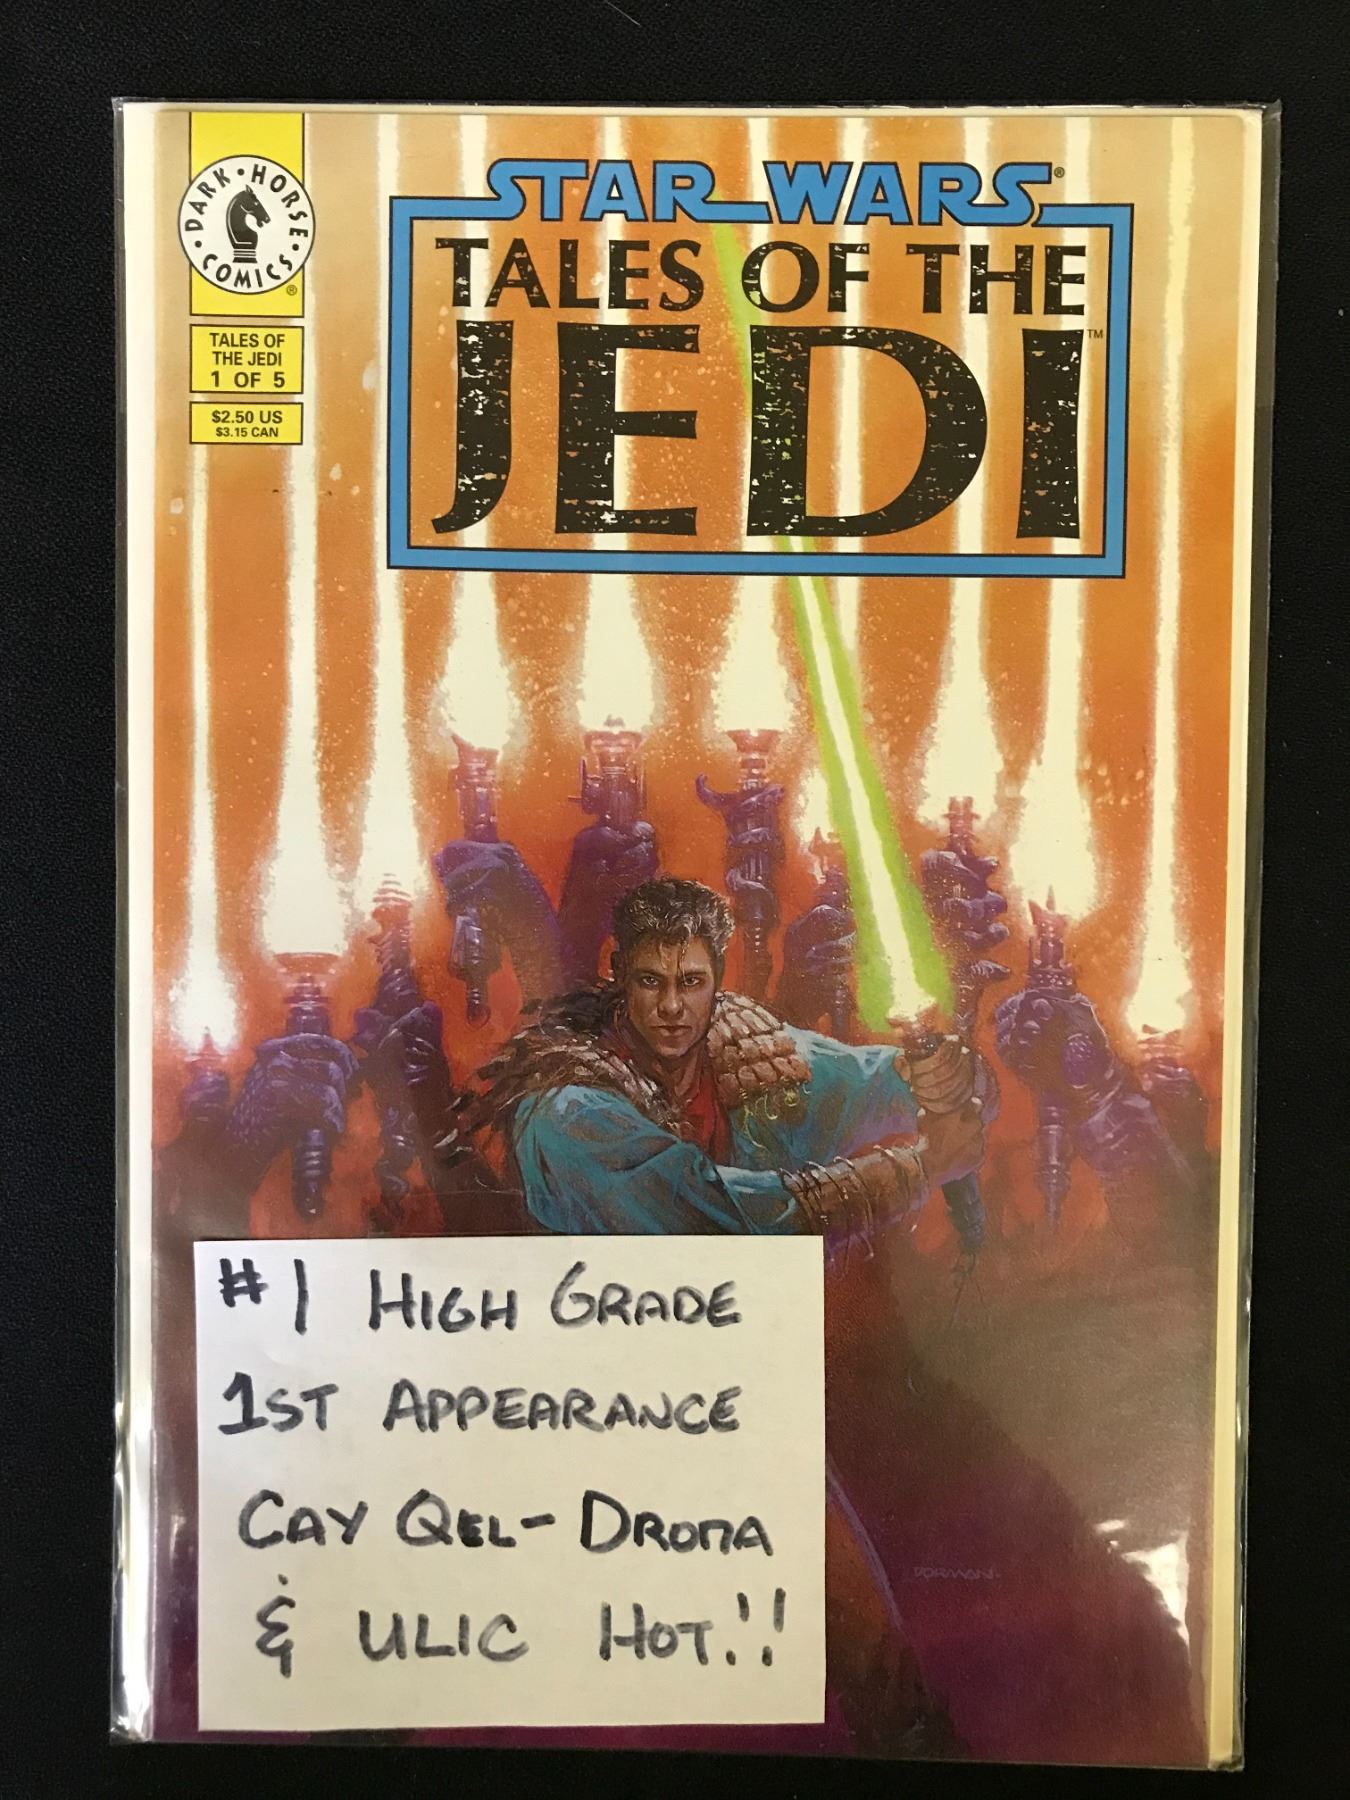 DARK • HORSE • COMICS •
®
TALES OF
THE JEDI
1 OF 5
$2.50 US
$3.15 CAN
STAR WARS®
TALES OF THE
JEDI™
#1 HIGH GRADE
1ST APPEARANCE
CAY QEL-DROMA
& ULIC HOT!!
DORMAN